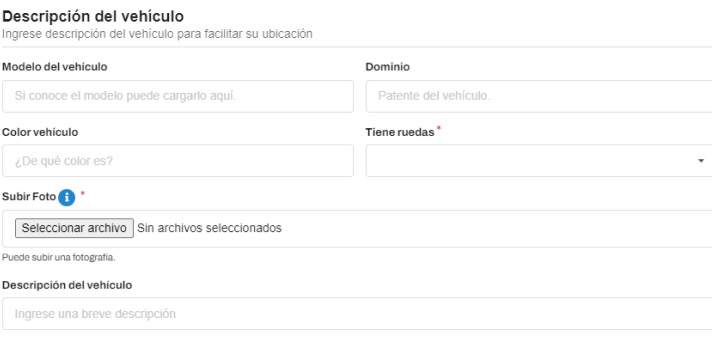 Descripción del vehículo
Ingrese descripción del vehículo para facilitar su ubicación
Modelo del vehículo
Dominio
Si conoce el modelo puede cargarlo aquí.
Patente del vehículo.
Color vehículo
Tiene ruedas *
¿De qué color es?
Subir Foto i *
Seleccionar archivo Sin archivos seleccionados
Puede subir una fotografía.
Descripción del vehículo
Ingrese una breve descripción